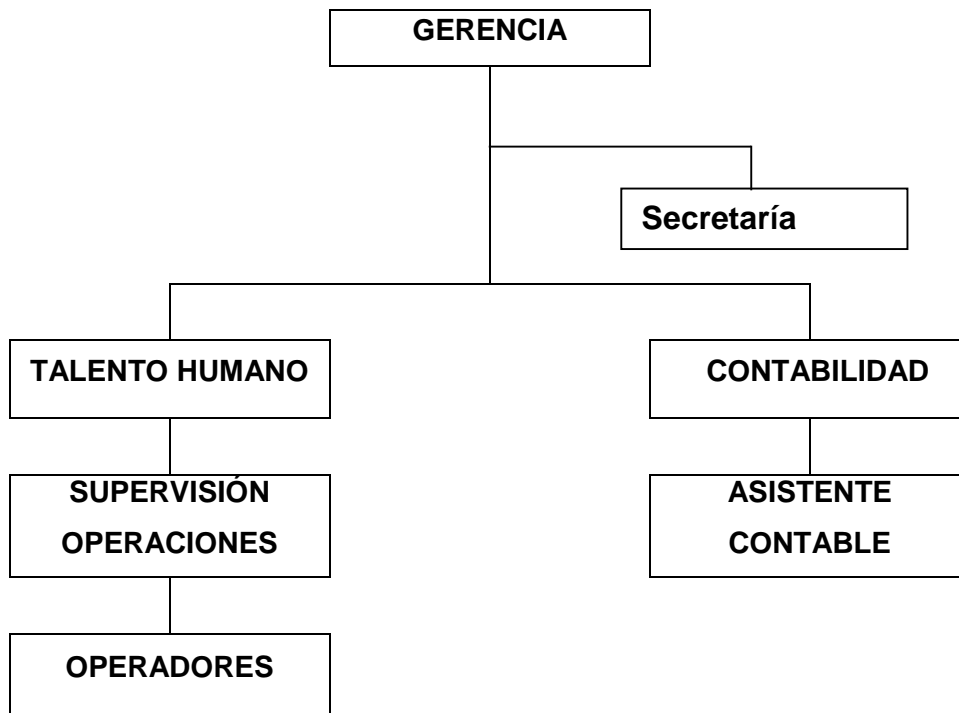 GERENCIA
Secretaría
TALENTO HUMANO
CONTABILIDAD
SUPERVISIÓN
OPERACIONES
ASISTENTE
CONTABLE
OPERADORES